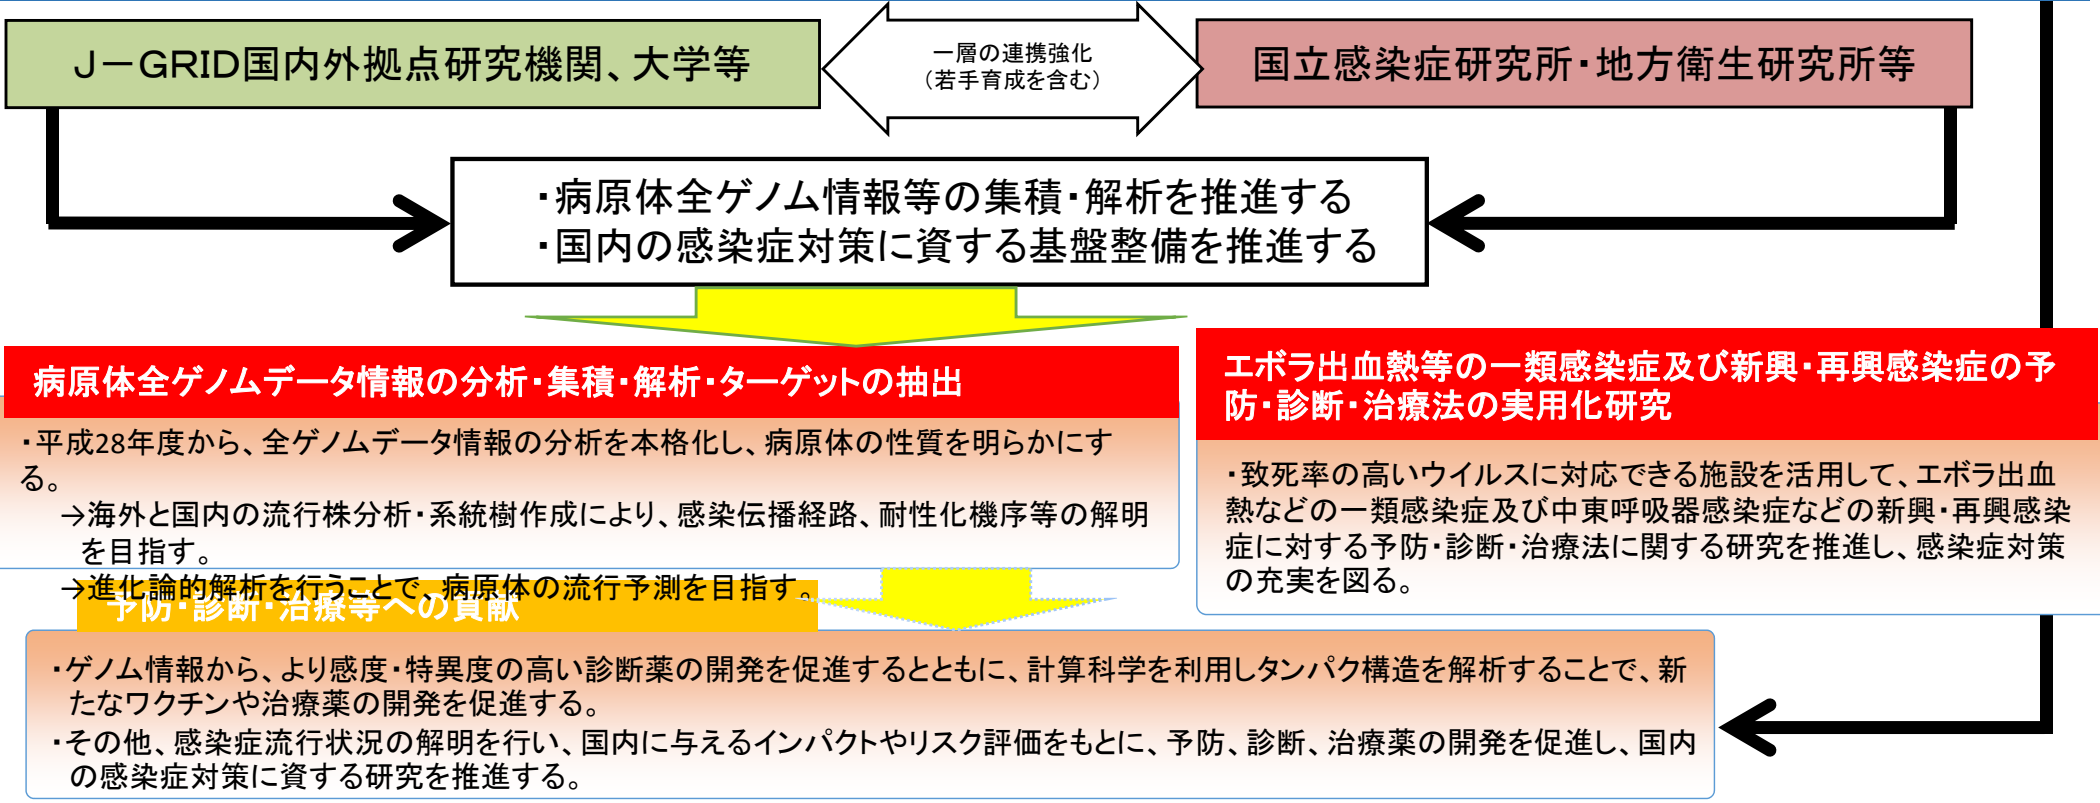 J－GRID国内外拠点研究機関、大学等
一層の連携強化
（若手育成を含む）
国立感染症研究所・地方衛生研究所等
・病原体全ゲノム情報等の集積・解析を推進する
・国内の感染症対策に資する基盤整備を推進する
病原体全ゲノムデータ情報の分析・集積・解析・ターゲットの抽出
・平成28年度から、全ゲノムデータ情報の分析を本格化し、病原体の性質を明らかにす
る。
→海外と国内の流行株分析・系統樹作成により、感染伝播経路、耐性化機序等の解明
を目指す。
→進化論的解析を行うことで、病原体の流行予測を目指す。
エボラ出血熱等の一類感染症及び新興・再興感染症の予
防・診断・治療法の実用化研究
・致死率の高いウイルスに対応できる施設を活用して、エボラ出血
熱などの一類感染症及び中東呼吸器感染症などの新興・再興感染
症に対する予防・診断・治療法に関する研究を推進し、感染症対策
の充実を図る。
予防・診断・治療等への貢献
・ゲノム情報から、より感度・特異度の高い診断薬の開発を促進するとともに、計算科学を利用しタンパク構造を解析することで、新
たなワクチンや治療薬の開発を促進する。
・その他、感染症流行状況の解明を行い、国内に与えるインパクトやリスク評価をもとに、予防、診断、治療薬の開発を促進し、国内
の感染症対策に資する研究を推進する。